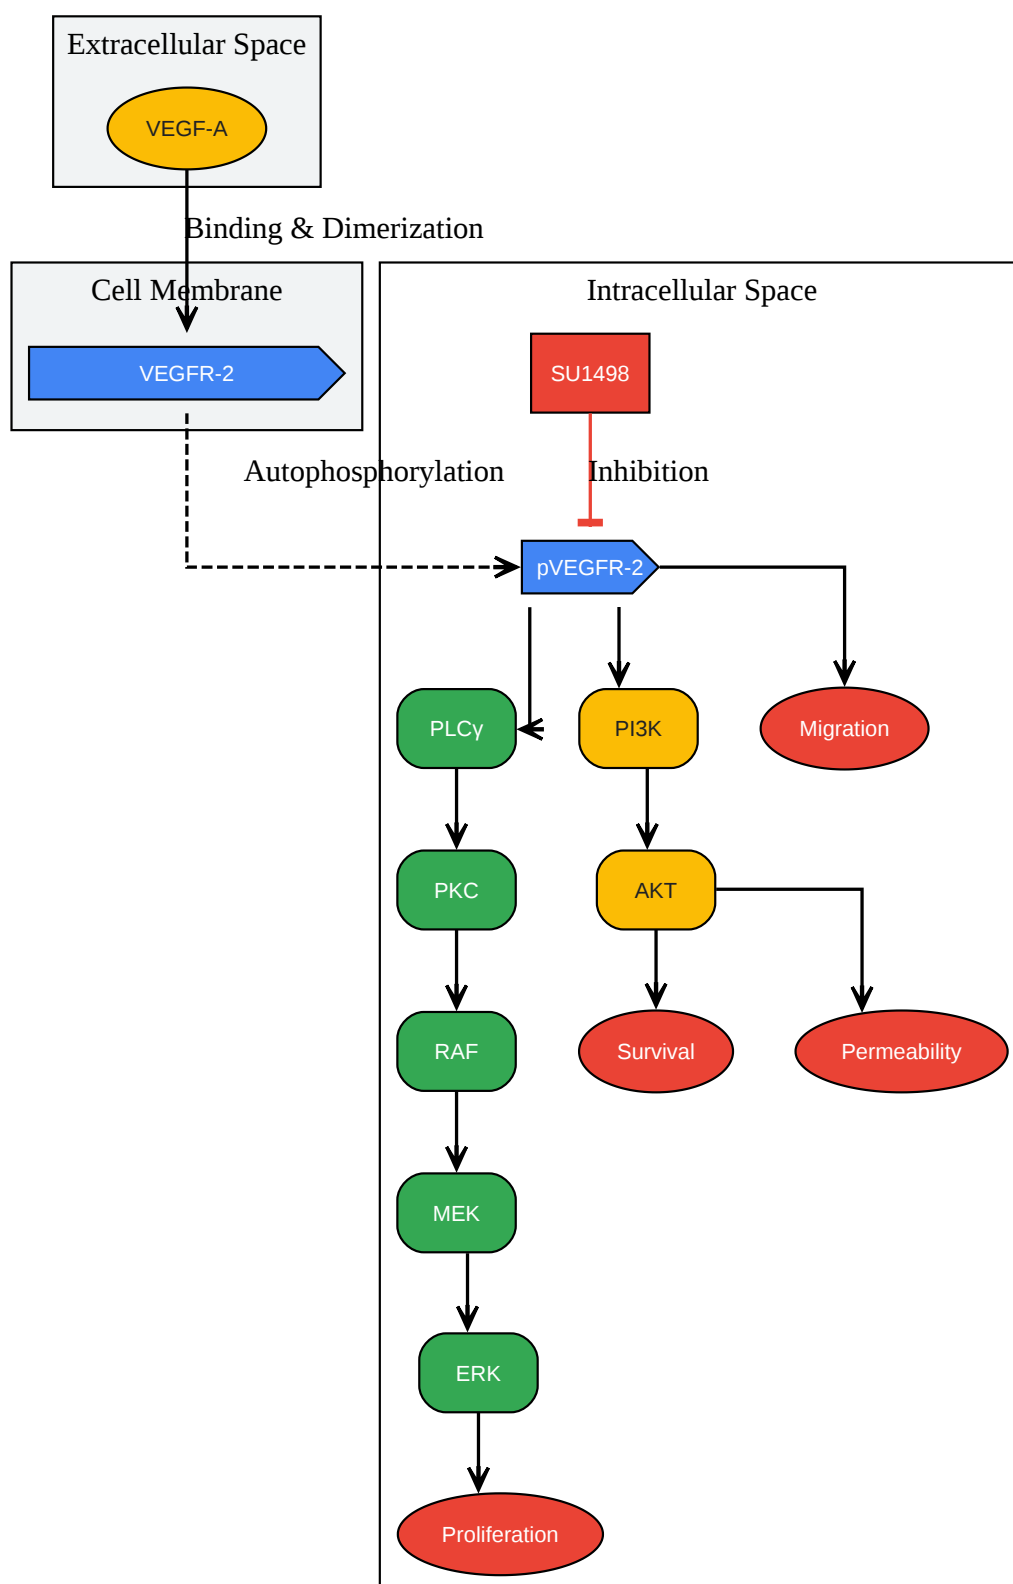 Extracellular Space
VEGF-A
Binding & Dimerization
Cell Membrane
VEGFR-2
Intracellular Space
SU1498
Autophosphorylation
Inhibition
pVEGFR-2
PLCγ
PI3K
Migration
PKC
AKT
RAF
Survival
Permeability
MEK
ERK
Proliferation